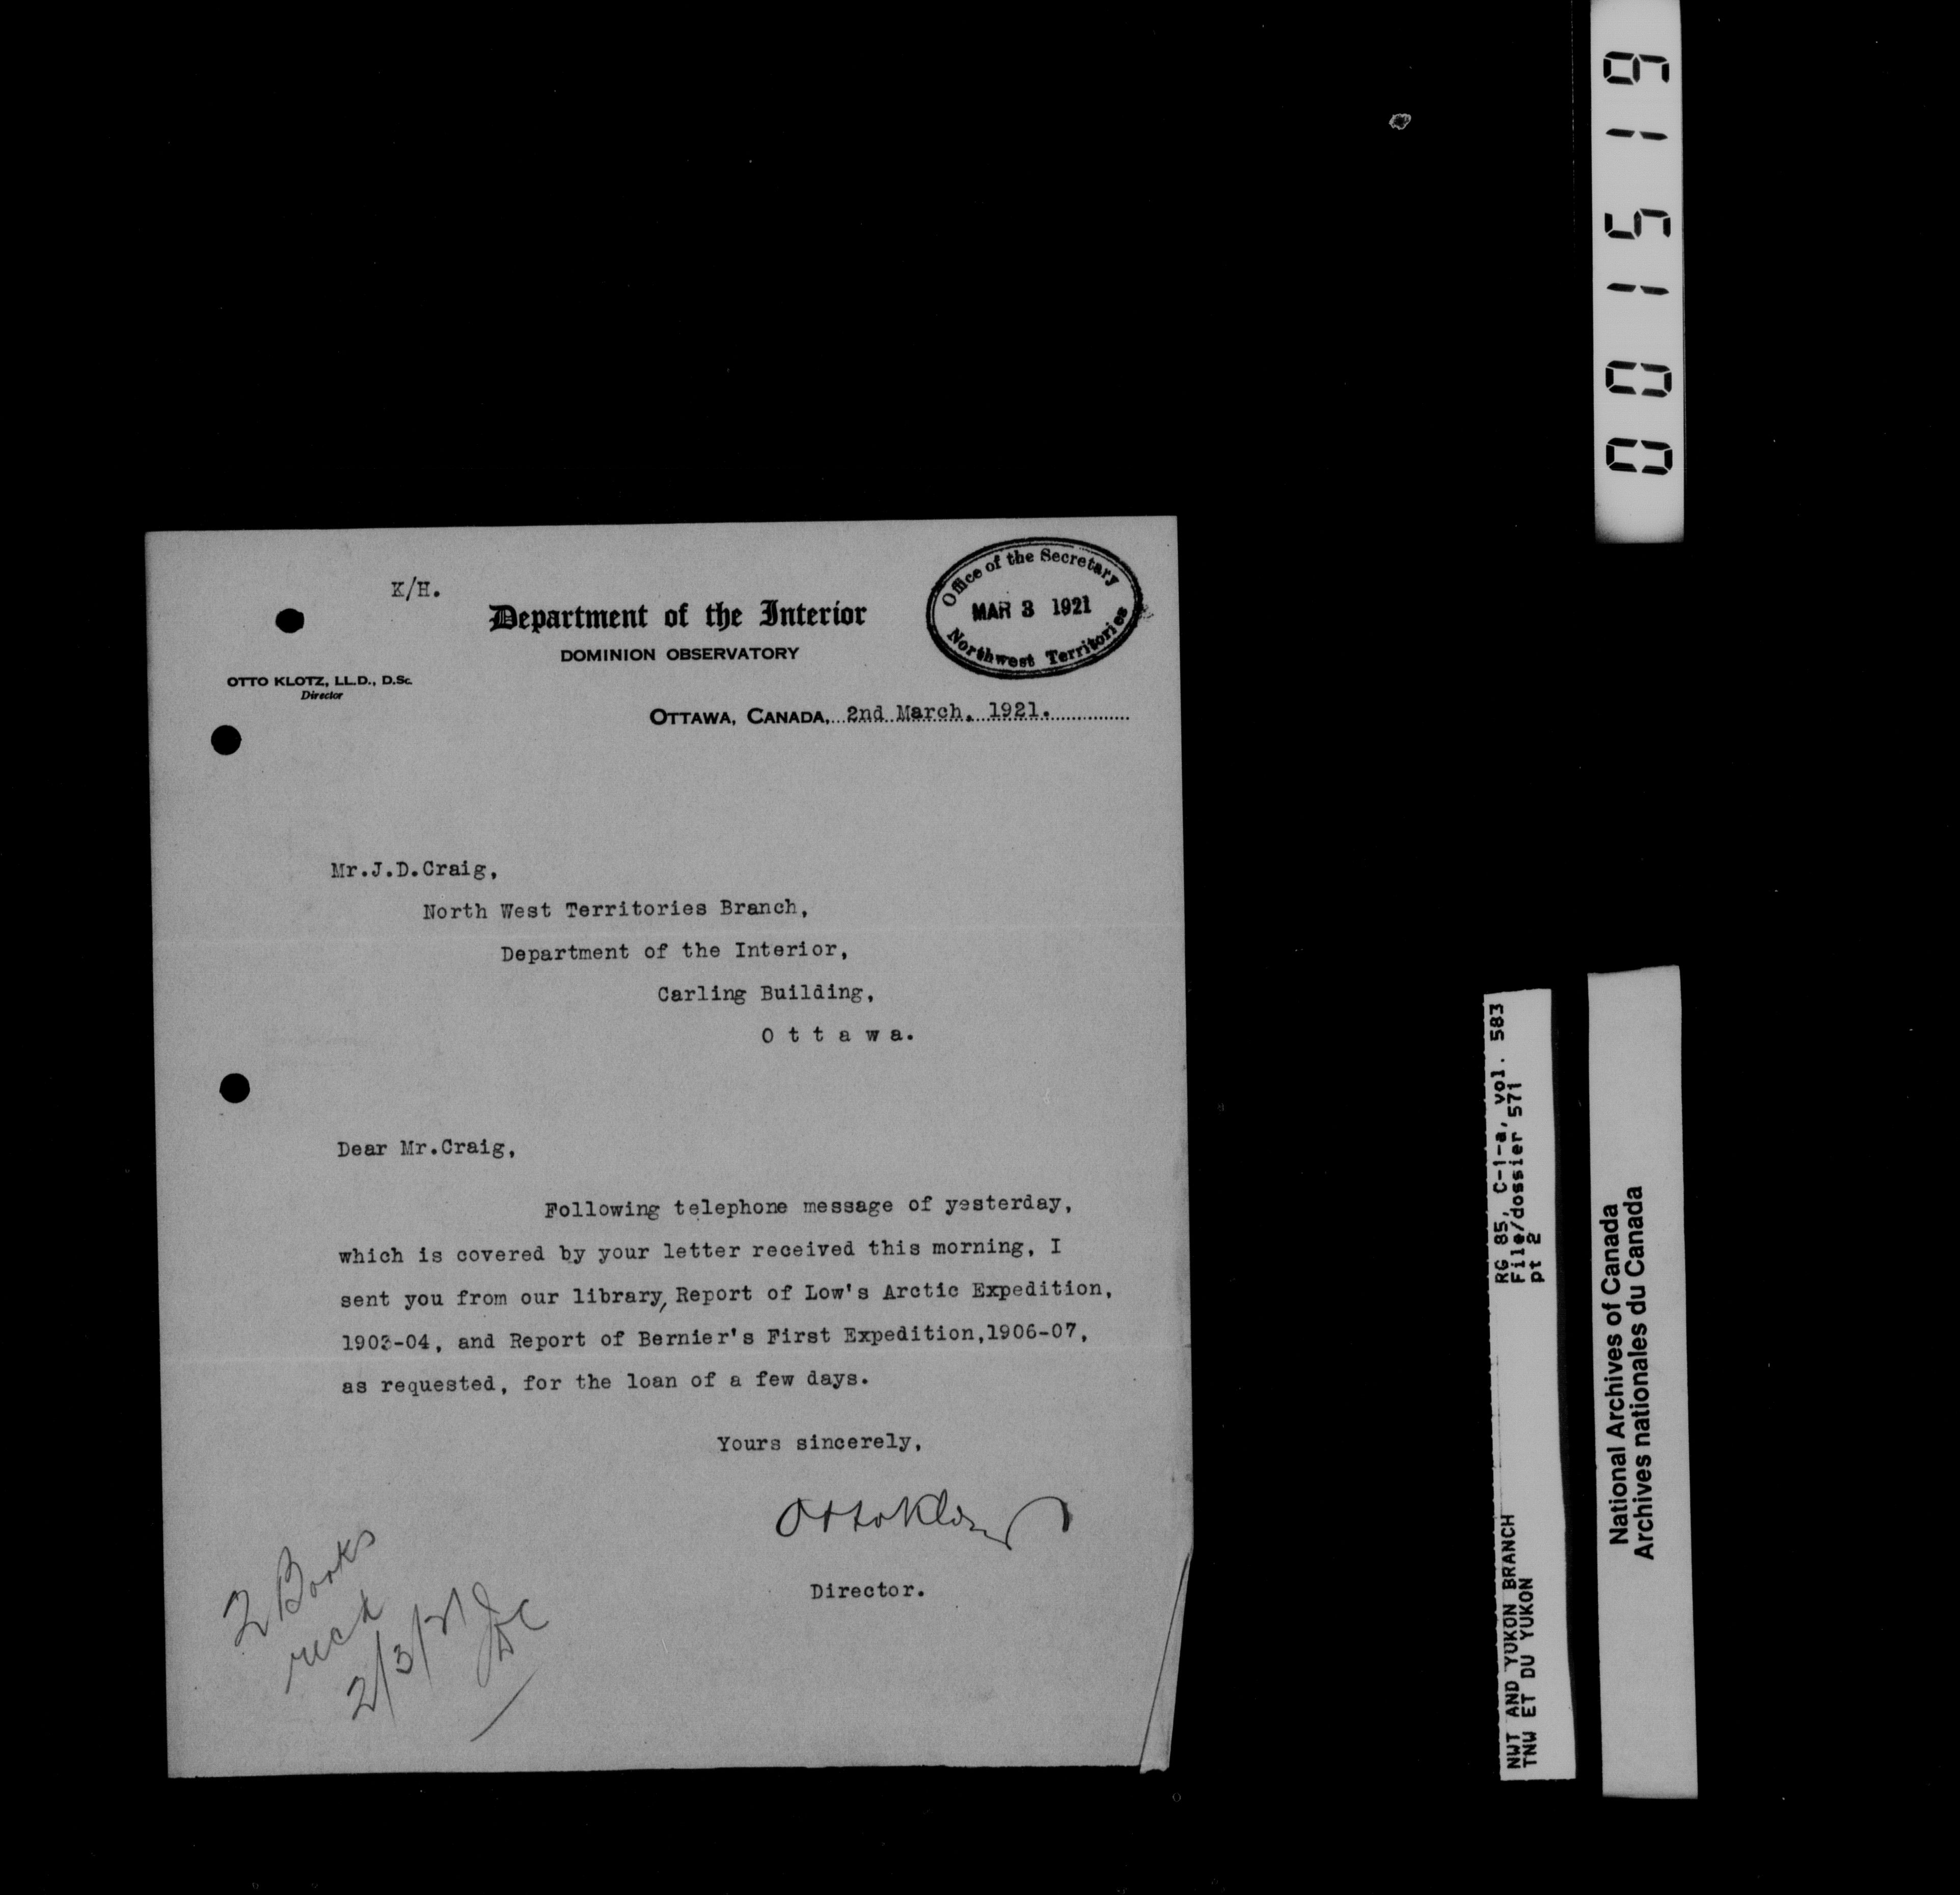 K/H.
Department of the Interior
DOMINION OBSERVATORY
OTTO KLOTZ, LL.D., D.Sc.
Director
Office of the Secretary
MAR 3 1921
Northwest Territories
OTTAWA, CANADA, 2nd March, 1921.
Mr.J.D.Craig,
North West Territories Branch,
Department of the Interior,
Carling Building,
O t t a w a.
Dear Mr.Craig,
Following telephone message of yesterday,
which is covered by your letter received this morning, I
sent you from our library, Report of Low's Arctic Expedition,
1903-04, and Report of Bernier's First Expedition,1906-07,
as requested, for the loan of a few days.
Yours sincerely,
Otto Klotz
Director.
2 Books
recd
2/3/21 JDC
001519
RG 85, C-1-a, vol. 583
File/dossier 571
pt 2
NWT AND YUKON BRANCH
TNW ET DU YUKON
National Archives of Canada
Archives nationales du Canada